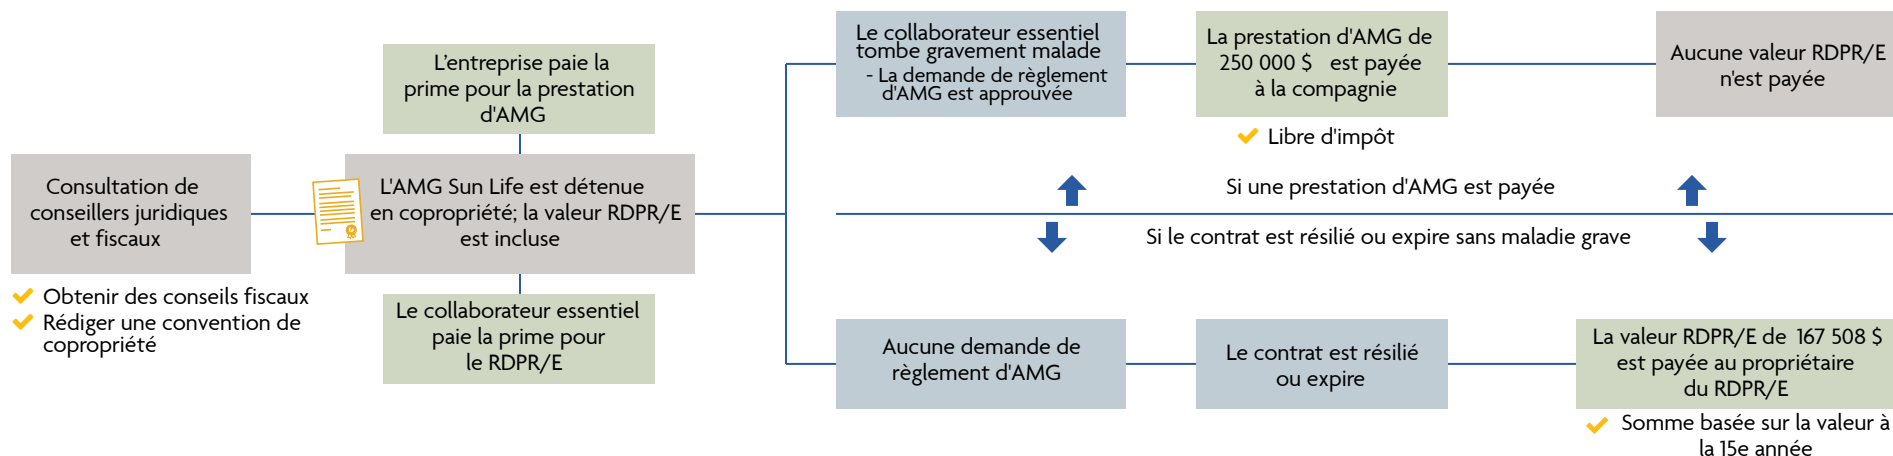 Consultation de
conseillers juridiques
et fiscaux
Obtenir des conseils fiscaux
Rédiger une convention de
copropriété
L'entreprise paie la
prime pour la prestation
d'AMG
L'AMG Sun Life est détenue
en copropriété; la valeur RDPR/E
est incluse
Le collaborateur essentiel
paie la prime pour
le RDPR/E
Le collaborateur essentiel
tombe gravement malade
- La demande de règlement
d'AMG est approuvée
La prestation d'AMG de
250 000 $ est payée
à la compagnie
Libre d'impôt
Aucune valeur RDPR/E
n'est payée
Si une prestation d'AMG est payée
Si le contrat est résilié ou expire sans maladie grave
Aucune demande de
règlement d'AMG
Le contrat est résilié
ou expire
La valeur RDPR/E de 167 508 $
est payée au propriétaire
du RDPR/E
Somme basée sur la valeur à
la 15e année